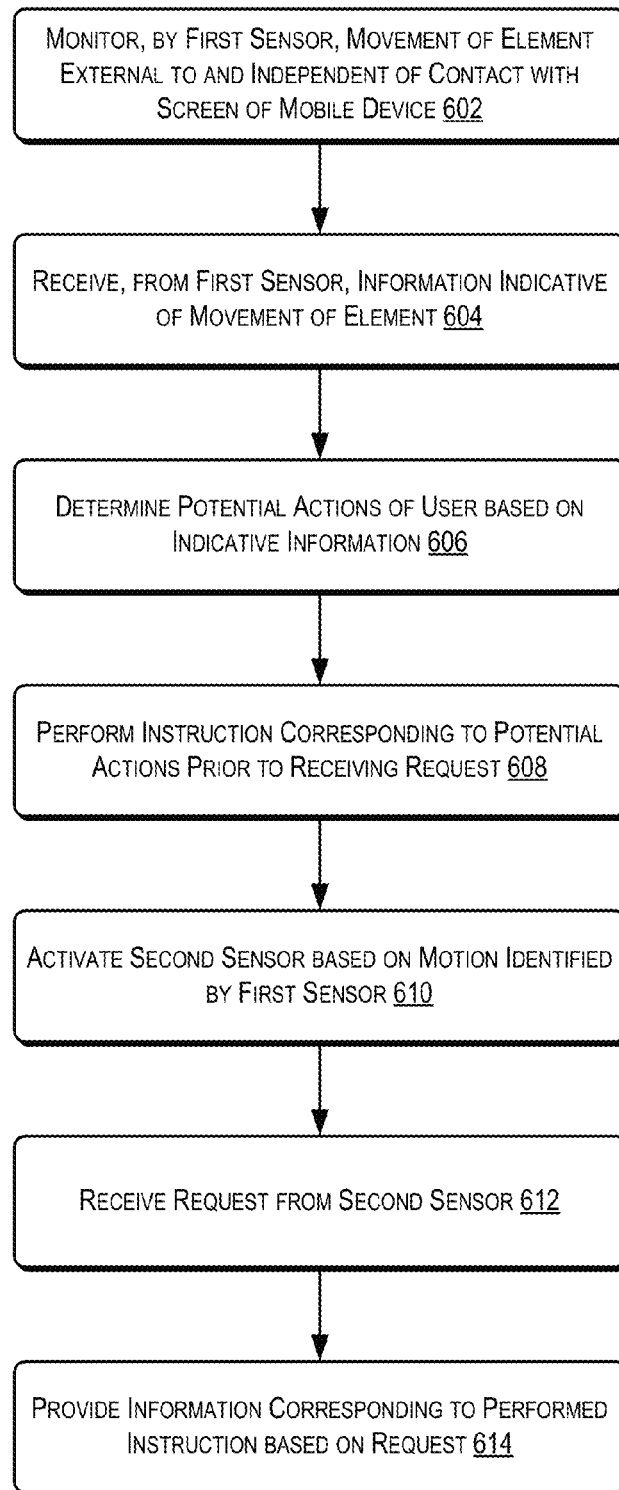 MONITOR, BY FIRST SENSOR, MOVEMENT OF ELEMENT
EXTERNAL TO AND INDEPENDENT OF CONTACT WITH
SCREEN OF MOBILE DEVICE 602
RECEIVE, FROM FIRST SENSOR, INFORMATION INDICATIVE
OF MOVEMENT OF ELEMENT 604
DETERMINE POTENTIAL ACTIONS OF USER BASED ON
INDICATIVE INFORMATION 606
PERFORM INSTRUCTION CORRESPONDING TO POTENTIAL
ACTIONS PRIOR TO RECEIVING REQUEST 608
ACTIVATE SECOND SENSOR BASED ON MOTION IDENTIFIED
BY FIRST SENSOR 610
RECEIVE REQUEST FROM SECOND SENSOR 612
PROVIDE INFORMATION CORRESPONDING TO PERFORMED
INSTRUCTION BASED ON REQUEST 614